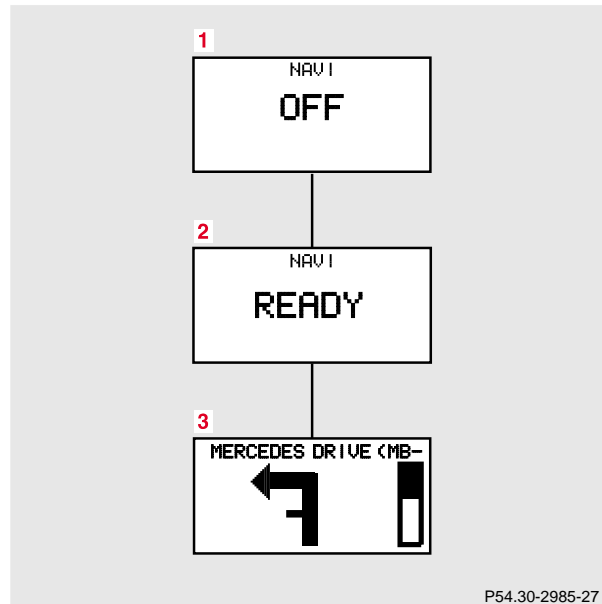 1
NAVI
OFF
2
NAVI
READY
3
MERCEDES DRIVE (MB-
P54.30-2985-27